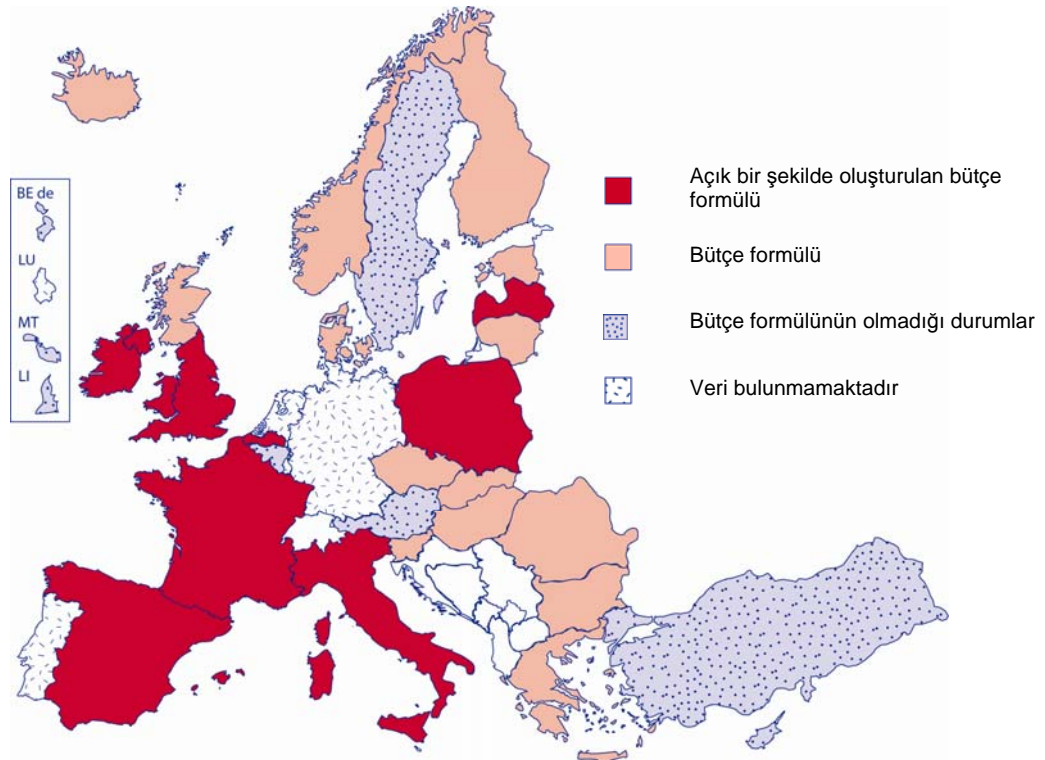 BE de
LU
MT
LI
Açık bir şekilde oluşturulan bütçe
formülü
Bütçe formülü
Bütçe formülünün olmadığı durumlar
Veri bulunmamaktadır